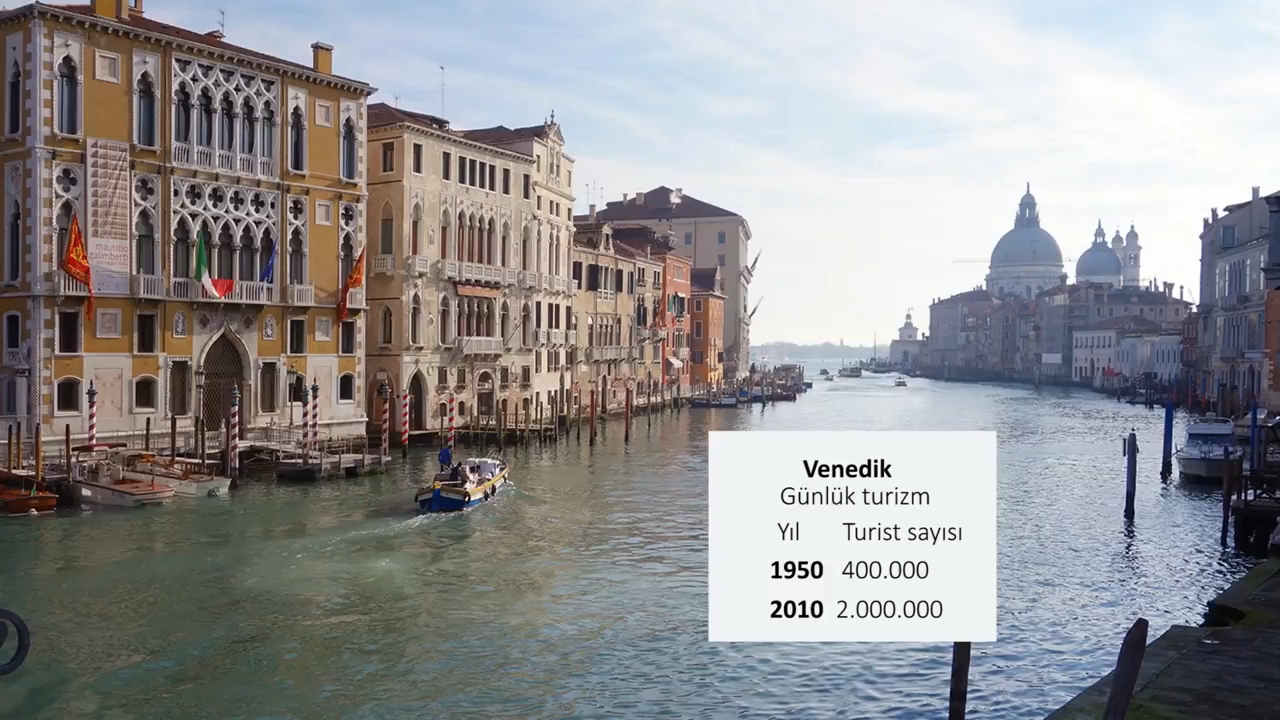 maurizio
galimberti
Venedik
Günlük turizm
Yıl Turist sayısı
1950 400.000
2010 2.000.000